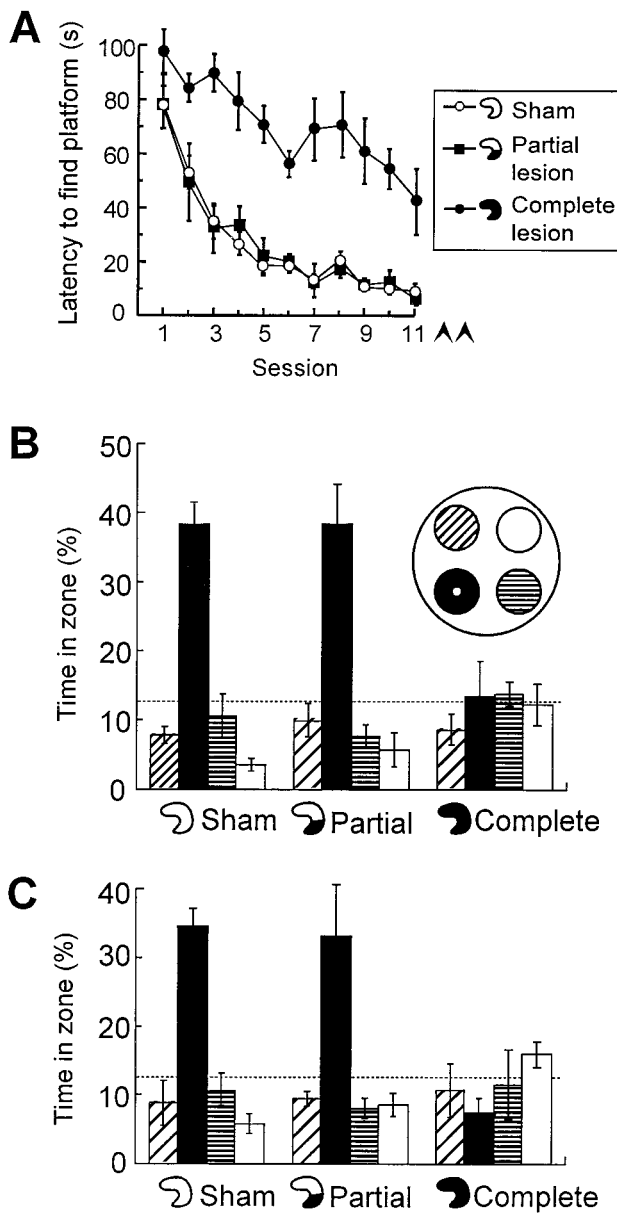 A
Latency to find platform (s)
100
80
60
40
20
0
1 3 5 7 9 11
Session
Sham
Partial
lesion
Complete
lesion
B
Time in zone (%)
50
40
30
20
10
0
Sham Partial Complete
C
Time in zone (%)
40
30
20
10
0
Sham Partial Complete